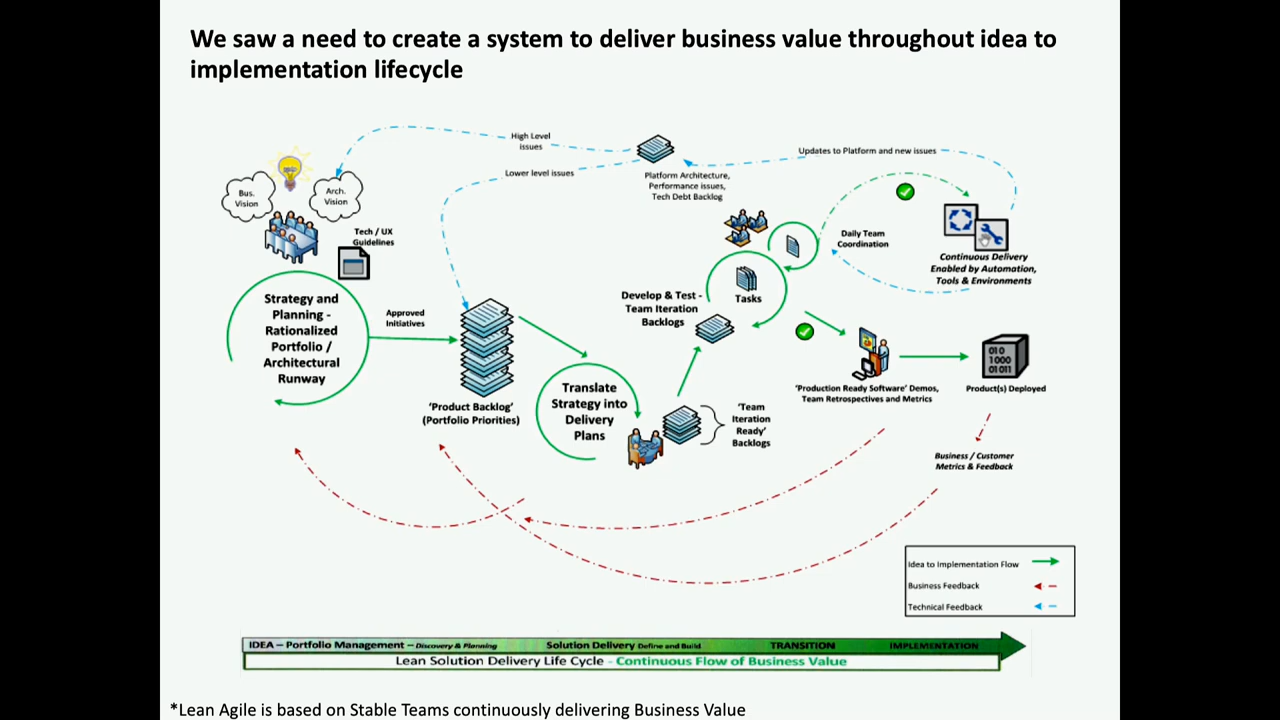 We saw a need to create a system to deliver business value throughout idea to
implementation lifecycle
High Level
issues
Lower level issues
Updates to Platform and new issues
Platform Architecture,
Performance issues,
Tech Debt Backlog
Bus.
Vision
Arch.
Vision
Tech / UX
Guidelines
Daily Team
Coordination
Continuous Delivery
Enabled by Automation,
Tools & Environments
Strategy and
Planning -
Rationalized
Portfolio /
Architectural
Runway
Approved
Initiatives
Develop & Test -
Team Iteration
Backlogs
Tasks
'Product Backlog'
(Portfolio Priorities)
Translate
Strategy into
Delivery
Plans
'Team
Iteration
Ready'
Backlogs
'Production Ready Software' Demos,
Team Retrospectives and Metrics
010
1000
01011
Product(s) Deployed
Business / Customer
Metrics & Feedback
Idea to Implementation Flow
Business Feedback
Technical Feedback
IDEA – Portfolio Management – Discovery & Planning Solution Delivery Define and Build TRANSITION IMPLEMENTATION
Lean Solution Delivery Life Cycle - Continuous Flow of Business Value
*Lean Agile is based on Stable Teams continuously delivering Business Value